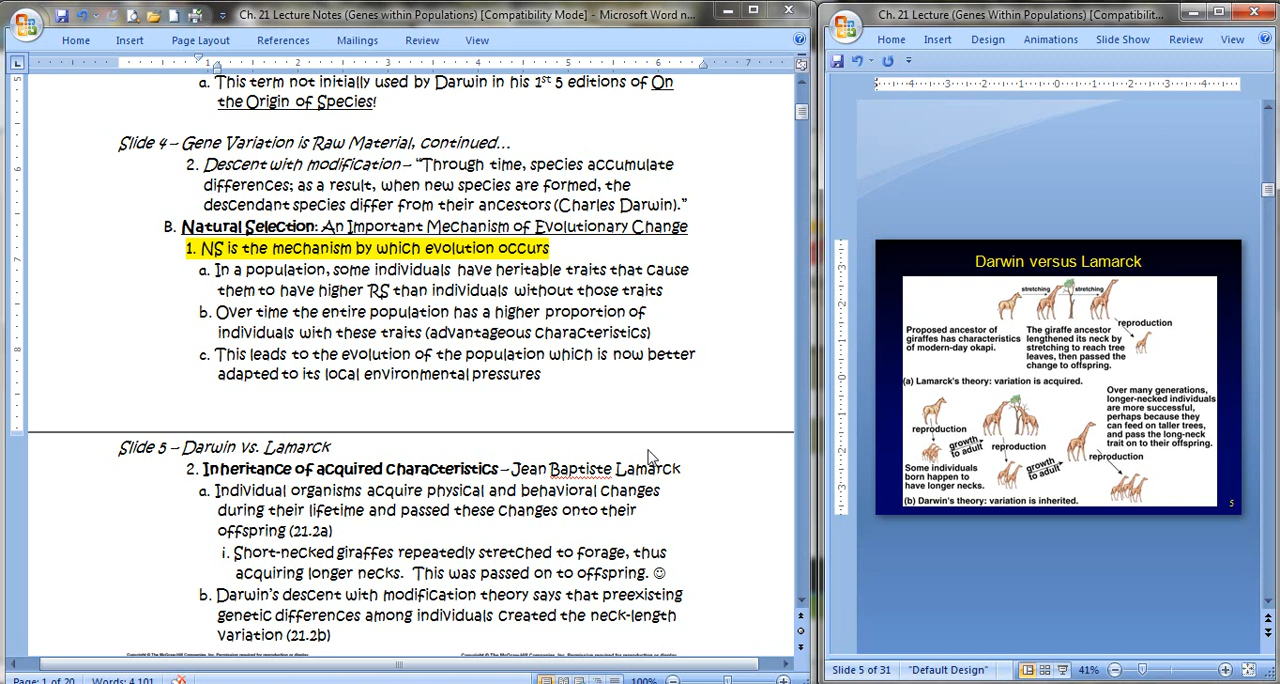 Ch. 21 Lecture Notes (Genes within Populations) [Compatibility Mode] - Microsoft Word n...
Home Insert Page Layout References Mailings Review View
1 5 6 7
a. This term not initially used by Darwin in his 1st 5 editions of On
the Origin of Species!
Slide 4 – Gene Variation is Raw Material, continued…
2. Descent with modification – “Through time, species accumulate
differences; as a result, when new species are formed, the
descendant species differ from their ancestors (Charles Darwin).”
B. Natural Selection: An Important Mechanism of Evolutionary Change
1. NS is the mechanism by which evolution occurs
a. In a population, some individuals have heritable traits that cause
them to have higher RS than individuals without those traits
b. Over time the entire population has a higher proportion of
individuals with these traits (advantageous characteristics)
c. This leads to the evolution of the population which is now better
adapted to its local environmental pressures
Slide 5 – Darwin vs. Lamarck
2. Inheritance of acquired characteristics – Jean Baptiste Lamarck
a. Individual organisms acquire physical and behavioral changes
during their lifetime and passed these changes onto their
offspring (21.2a)
i. Short-necked giraffes repeatedly stretched to forage, thus
acquiring longer necks. This was passed on to offspring. ☺
b. Darwin’s descent with modification theory says that preexisting
genetic differences among individuals created the neck-length
variation (21.2b)
Page: 1 of 20 Words: 4,101 100%
Ch. 21 Lecture (Genes Within Populations) [Compatibilit...
Home Insert Design Animations Slide Show Review View
Darwin versus Lamarck
stretching stretching
reproduction
Proposed ancestor of
giraffes has characteristics
of modern-day okapi.
The giraffe ancestor
lengthened its neck by
stretching to reach tree
leaves, then passed the
change to offspring.
(a) Lamarck's theory: variation is acquired.
reproduction
growth
to adult
reproduction
growth
to adult
reproduction
Over many generations,
longer-necked individuals
are more successful,
perhaps because they
can feed on taller trees,
and pass the long-neck
trait on to their offspring.
Some individuals
born happen to
have longer necks.
(b) Darwin's theory: variation is inherited.
5
Slide 5 of 31 "Default Design" 41%